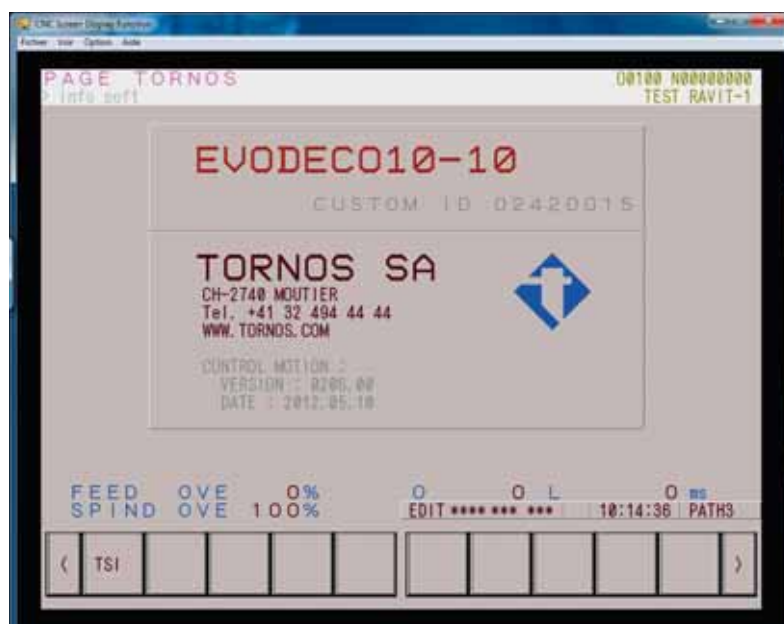 CNC Screen Display Function
Fichier Voir Option Aide
PAGE TORNOS
O0100 N00000000
> info soft
TEST RAVIT-1
EVODECO10-10
CUSTOM ID 02420015
TORNOS SA
CH-2740 MOUTIER
Tel. +41 32 494 44 44
WWW.TORNOS.COM
CONTROL MOTION :
VERSION : 0206.00
DATE : 2012.05.10
FEED OVE 0%
O 0 L 0 ms
SPIND OVE 100%
EDIT **** *** *** 10:14:36 PATH3
< TSI >